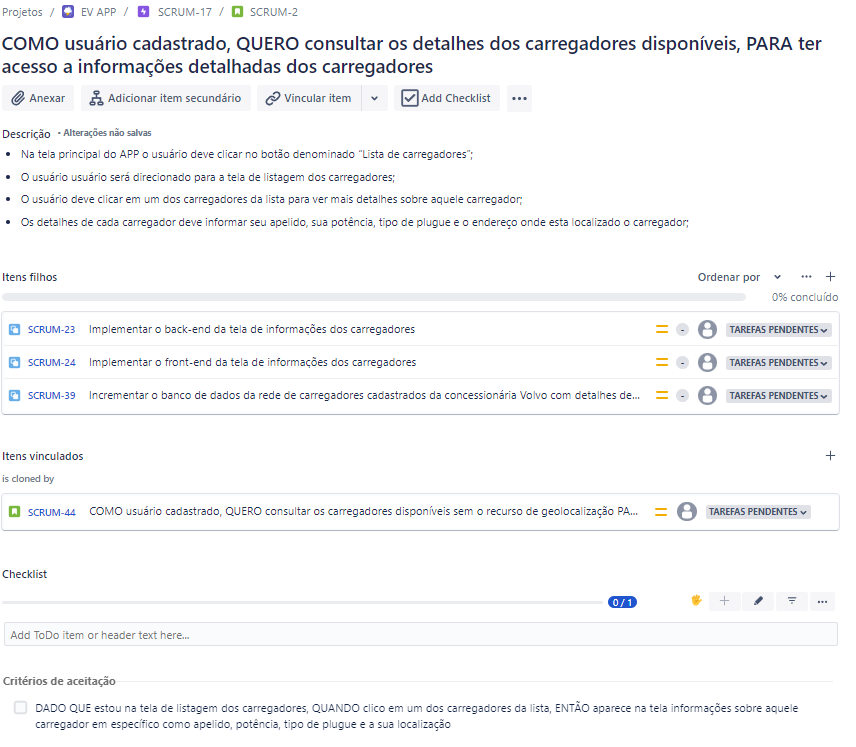 Projetos / EV APP / SCRUM-17 / SCRUM-2
COMO usuário cadastrado, QUERO consultar os detalhes dos carregadores disponíveis, PARA ter
acesso a informações detalhadas dos carregadores
Anexar Adicionar item secundário Vincular item Add Checklist •••
Descrição • Alterações não salvas
• Na tela principal do APP o usuário deve clicar no botão denominado “Lista de carregadores”;
• O usuário usuário será direcionado para a tela de listagem dos carregadores;
• O usuário deve clicar em um dos carregadores da lista para ver mais detalhes sobre aquele carregador;
• Os detalhes de cada carregador deve informar seu apelido, sua potência, tipo de plugue e o endereço onde esta localizado o carregador;
Itens filhos Ordenar por ••• +
0% concluído
SCRUM-23 Implementar o back-end da tela de informações dos carregadores - TAREFAS PENDENTES
SCRUM-24 Implementar o front-end da tela de informações dos carregadores - TAREFAS PENDENTES
SCRUM-39 Incrementar o banco de dados da rede de carregadores cadastrados da concessionária Volvo com detalhes de... - TAREFAS PENDENTES
Itens vinculados +
is cloned by
SCRUM-44 COMO usuário cadastrado, QUERO consultar os carregadores disponíveis sem o recurso de geolocalização PA... TAREFAS PENDENTES
Checklist
0 / 1 + •••
Add ToDo item or header text here...
Critérios de aceitação
DADO QUE estou na tela de listagem dos carregadores, QUANDO clico em um dos carregadores da lista, ENTÃO aparece na tela informações sobre aquele
carregador em específico como apelido, potência, tipo de plugue e a sua localização